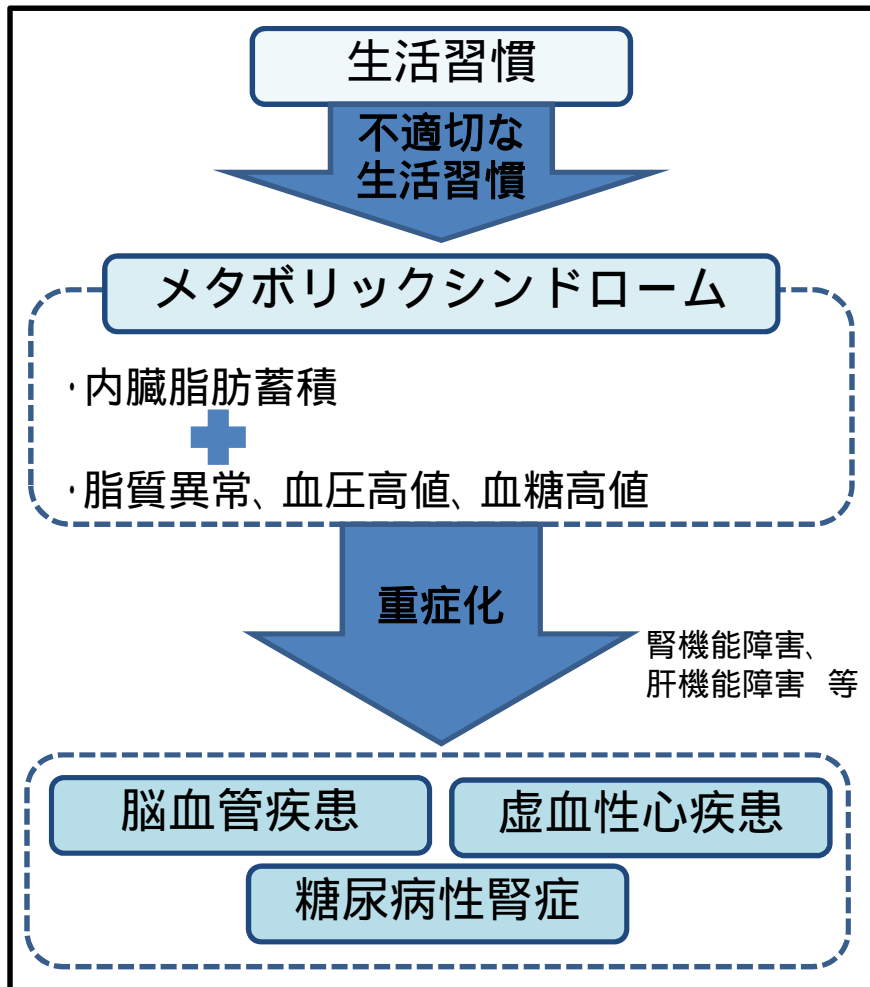 生活習慣
不適切な
生活習慣
メタボリックシンドローム
・内臓脂肪蓄積
・脂質異常、血圧高値、血糖高値
重症化
腎機能障害、
肝機能障害 等
脳血管疾患
虚血性心疾患
糖尿病性腎症